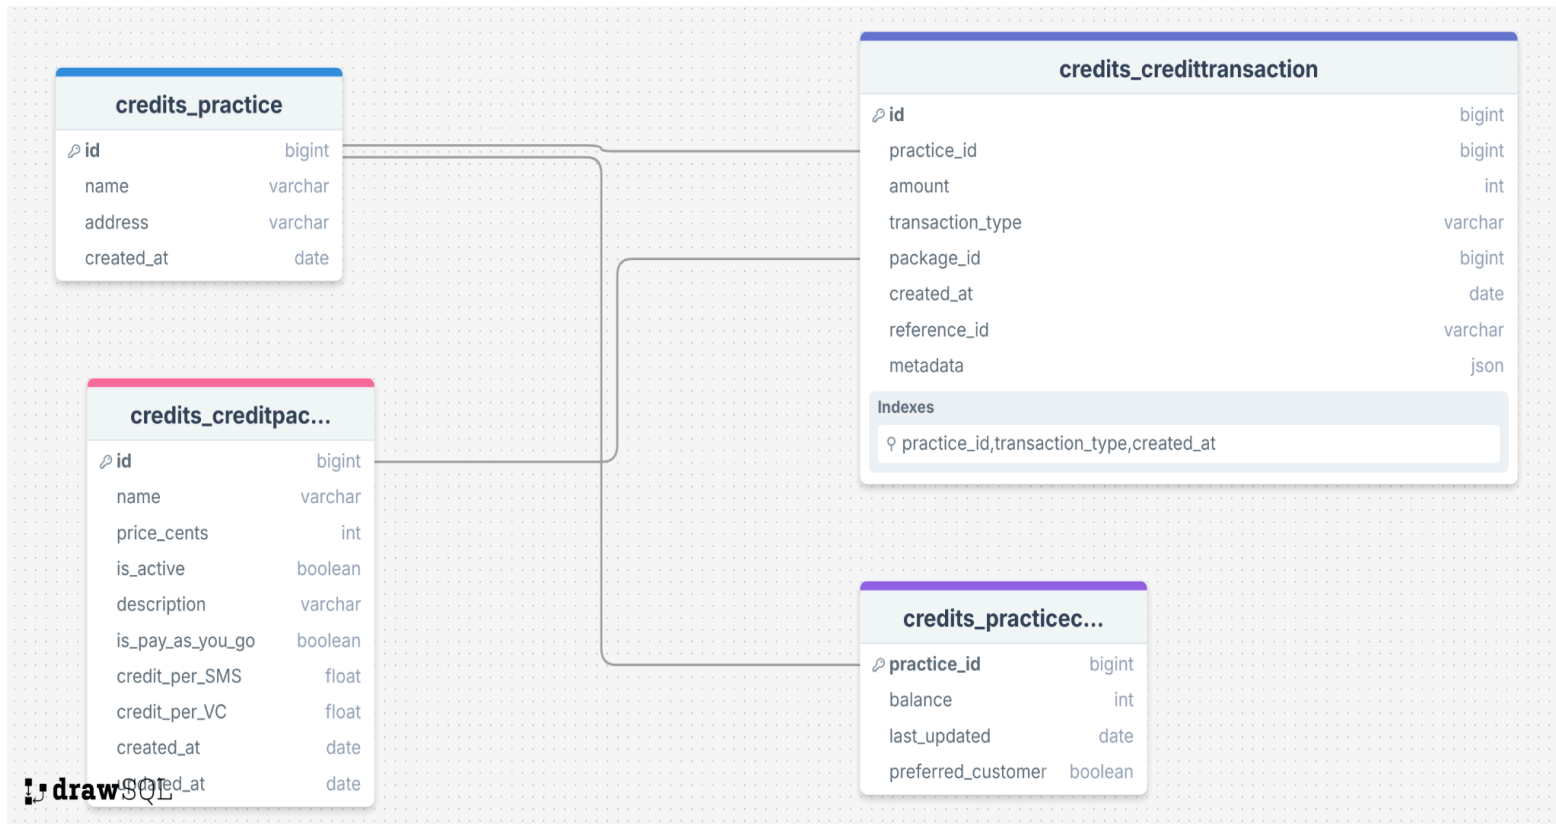 credits_practice
id bigint
name varchar
address varchar
created_at date
credits_credittransaction
id bigint
practice_id bigint
amount int
transaction_type varchar
package_id bigint
created_at date
reference_id varchar
metadata json
Indexes
practice_id,transaction_type,created_at
credits_creditpac...
id bigint
name varchar
price_cents int
is_active boolean
description varchar
is_pay_as_you_go boolean
credit_per_SMS float
credit_per_VC float
created_at date
updated_at date
credits_practicec...
practice_id bigint
balance int
last_updated date
preferred_customer boolean
drawSQL